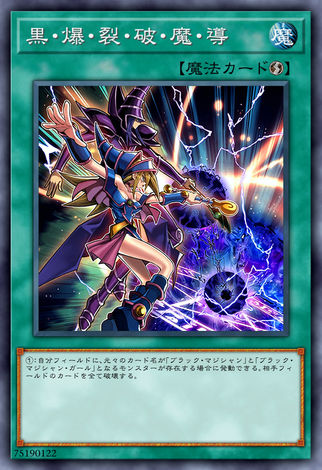 黒・爆・裂・破・魔・導
魔
【魔法カード】
①：自分フィールドに、元々のカード名が「ブラック・マジシャン」と「ブラック・
マジシャン・ガール」となるモンスターが存在する場合に発動できる。相手フィ
ールドのカードを全て破壊する。
75190122